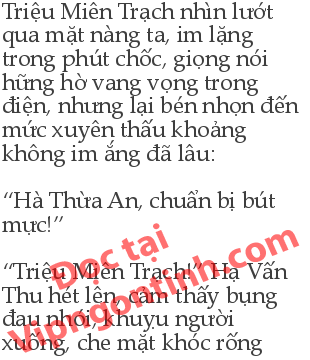 Triệu Miên Trạch nhìn lướt
qua mặt nàng ta, im lặng
trong phút chốc, giọng nói
hững hờ vang vọng trong
điện, nhưng lại bén nhọn đến
mức xuyên thấu khoảng
không im ắng đã lâu:
“Hà Thừa An, chuẩn bị bút
mực!”
“Triệu Miên Trạch!” Hạ Vấn
Thu hét lên, cảm thấy bụng
đau nhói, khuỵu người
xuống, che mặt khóc rống
Đọc tại
Vipngontinh.com